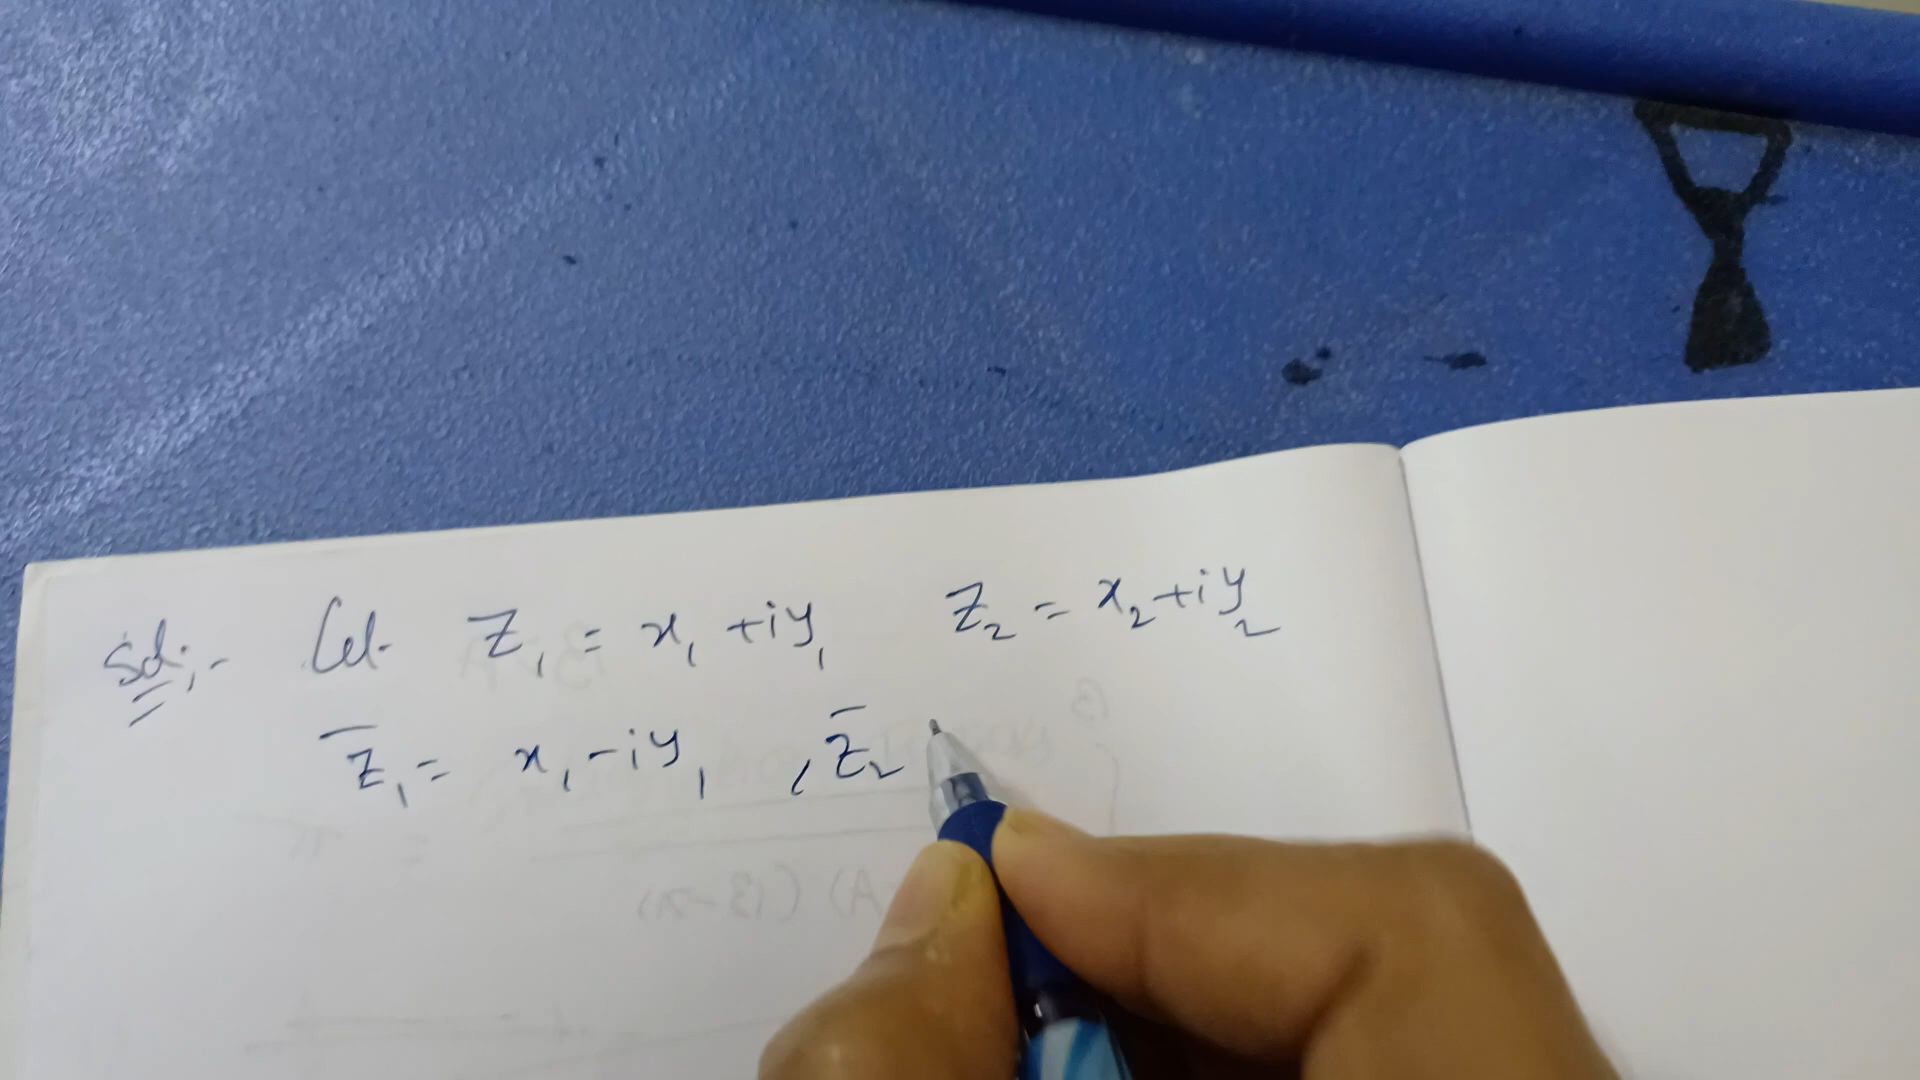 Sol:- Let Z₁ = x₁ + iy₁ Z₂ = x₂ + iy₂
z̅₁ = x₁ - iy₁ , z̅₂